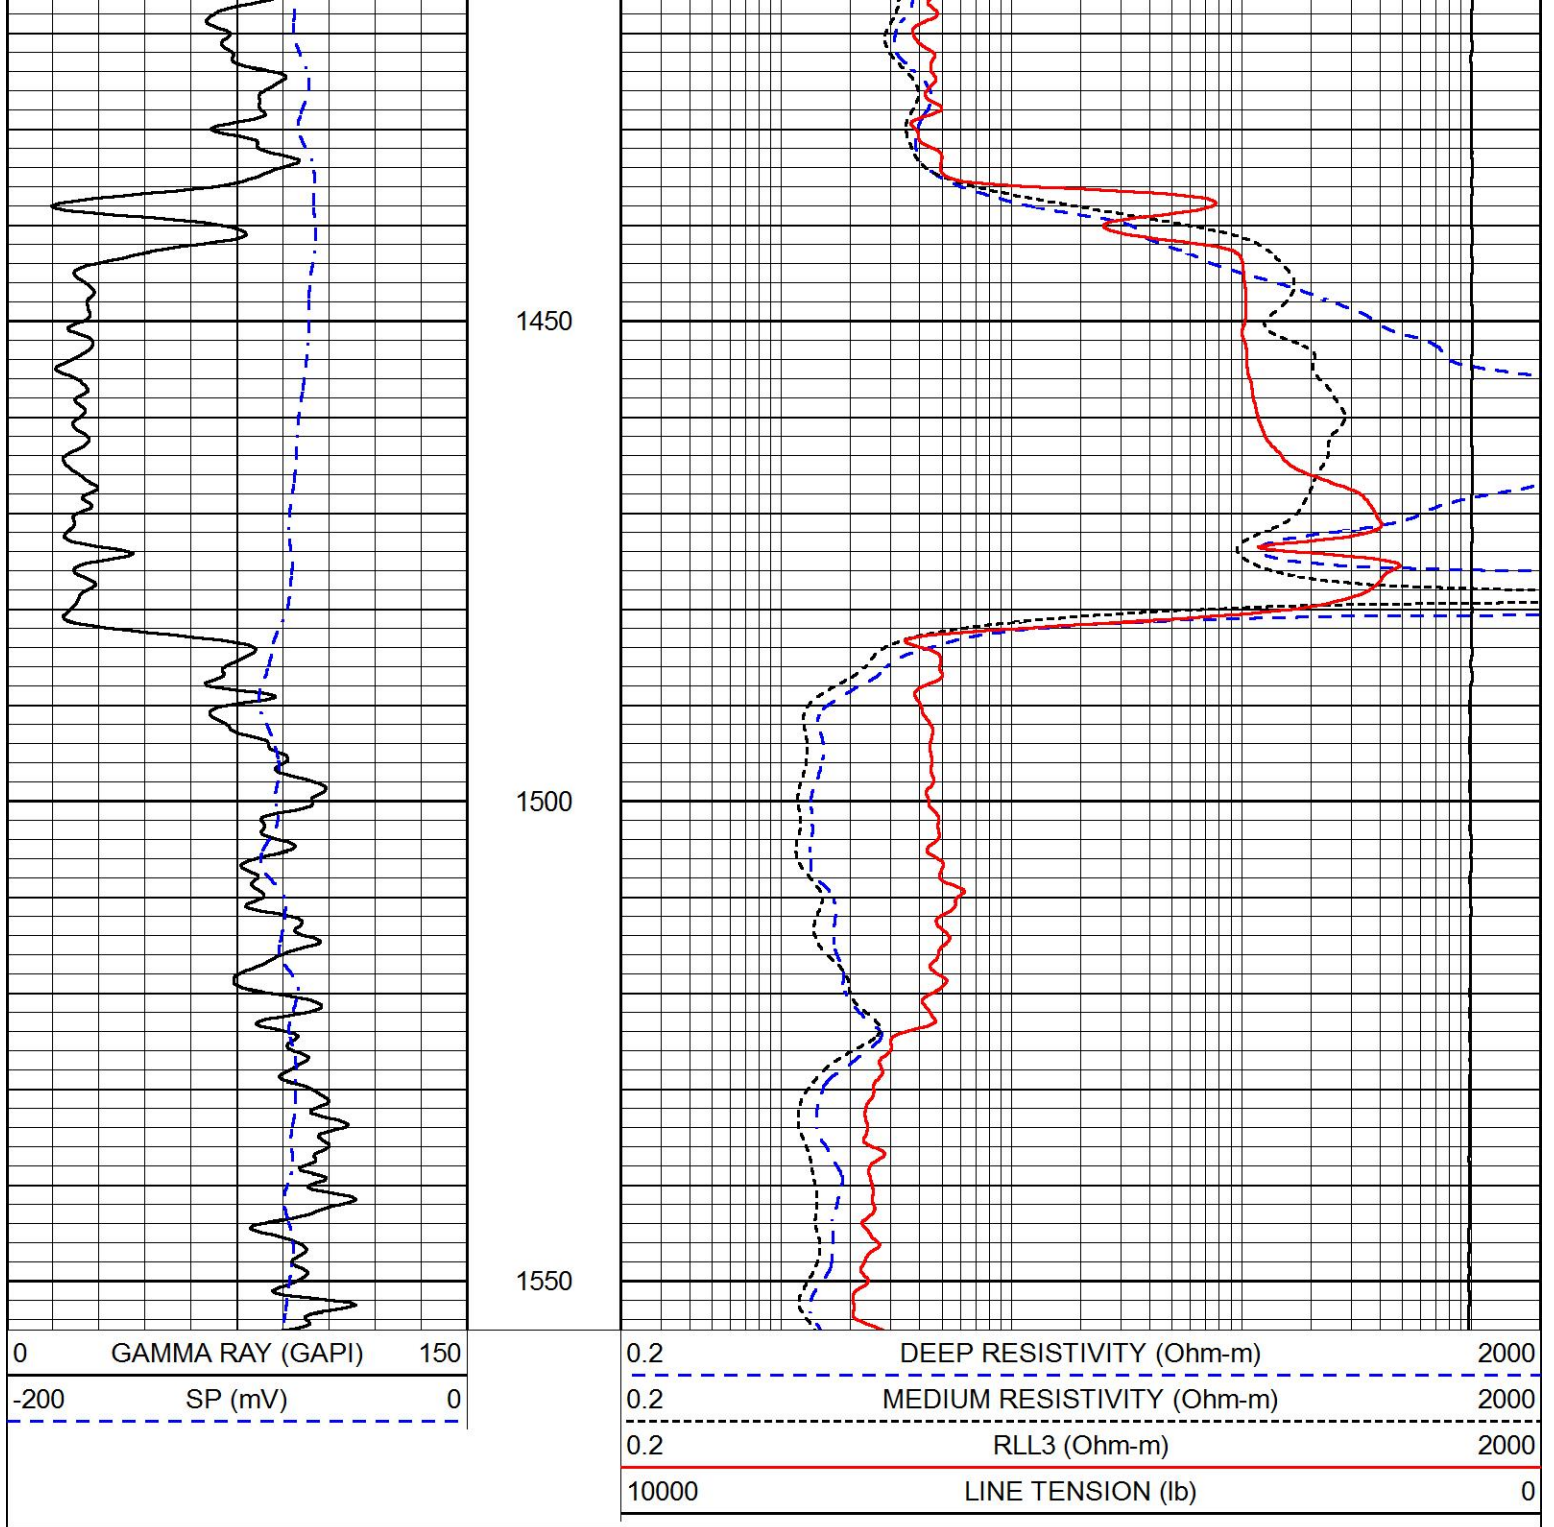 1450
1500
1550
0 GAMMA RAY (GAPI) 150
-200 SP (mV) 0
0.2 DEEP RESISTIVITY (Ohm-m) 2000
0.2 MEDIUM RESISTIVITY (Ohm-m) 2000
0.2 RLL3 (Ohm-m) 2000
10000 LINE TENSION (lb) 0